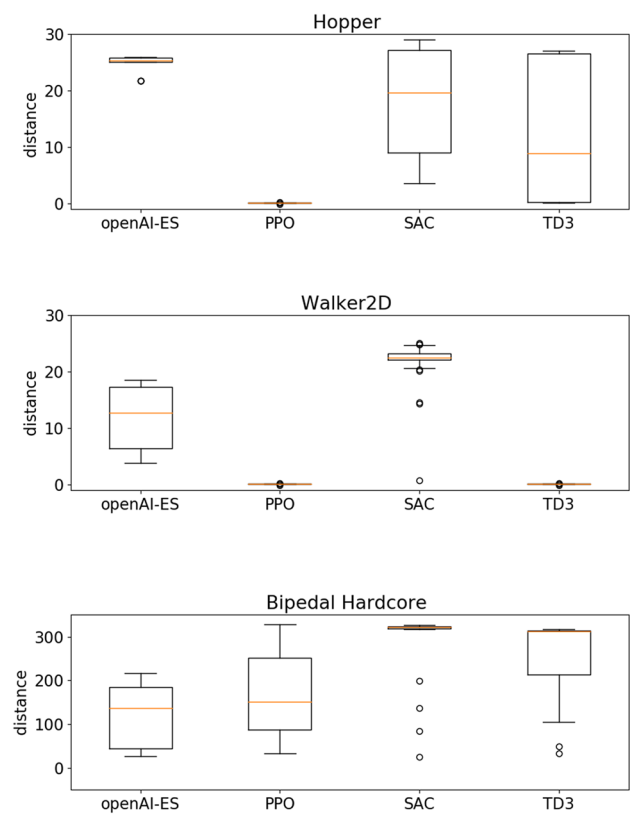 Hopper
30
20
10
0
distance
openAI-ES PPO SAC TD3
Walker2D
30
20
10
0
distance
openAI-ES PPO SAC TD3
Bipedal Hardcore
300
200
100
0
distance
openAI-ES PPO SAC TD3